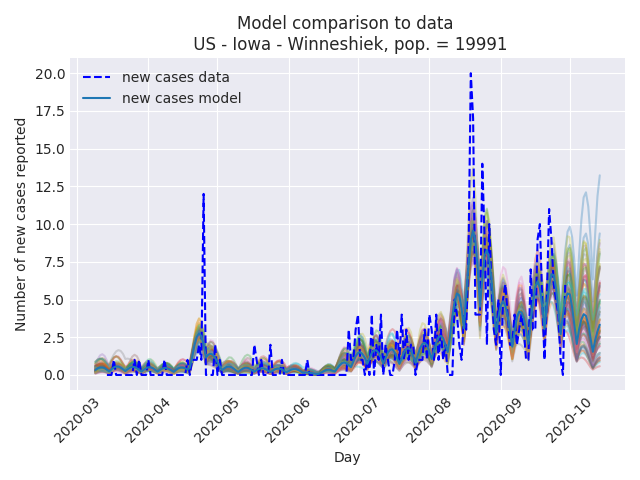 Model comparison to data
US - Iowa - Winneshiek, pop. = 19991
new cases data
new cases model
Number of new cases reported
20.0
17.5
15.0
12.5
10.0
7.5
5.0
2.5
0.0
2020-03
2020-04
2020-05
2020-06
2020-07
2020-08
2020-09
2020-10
Day